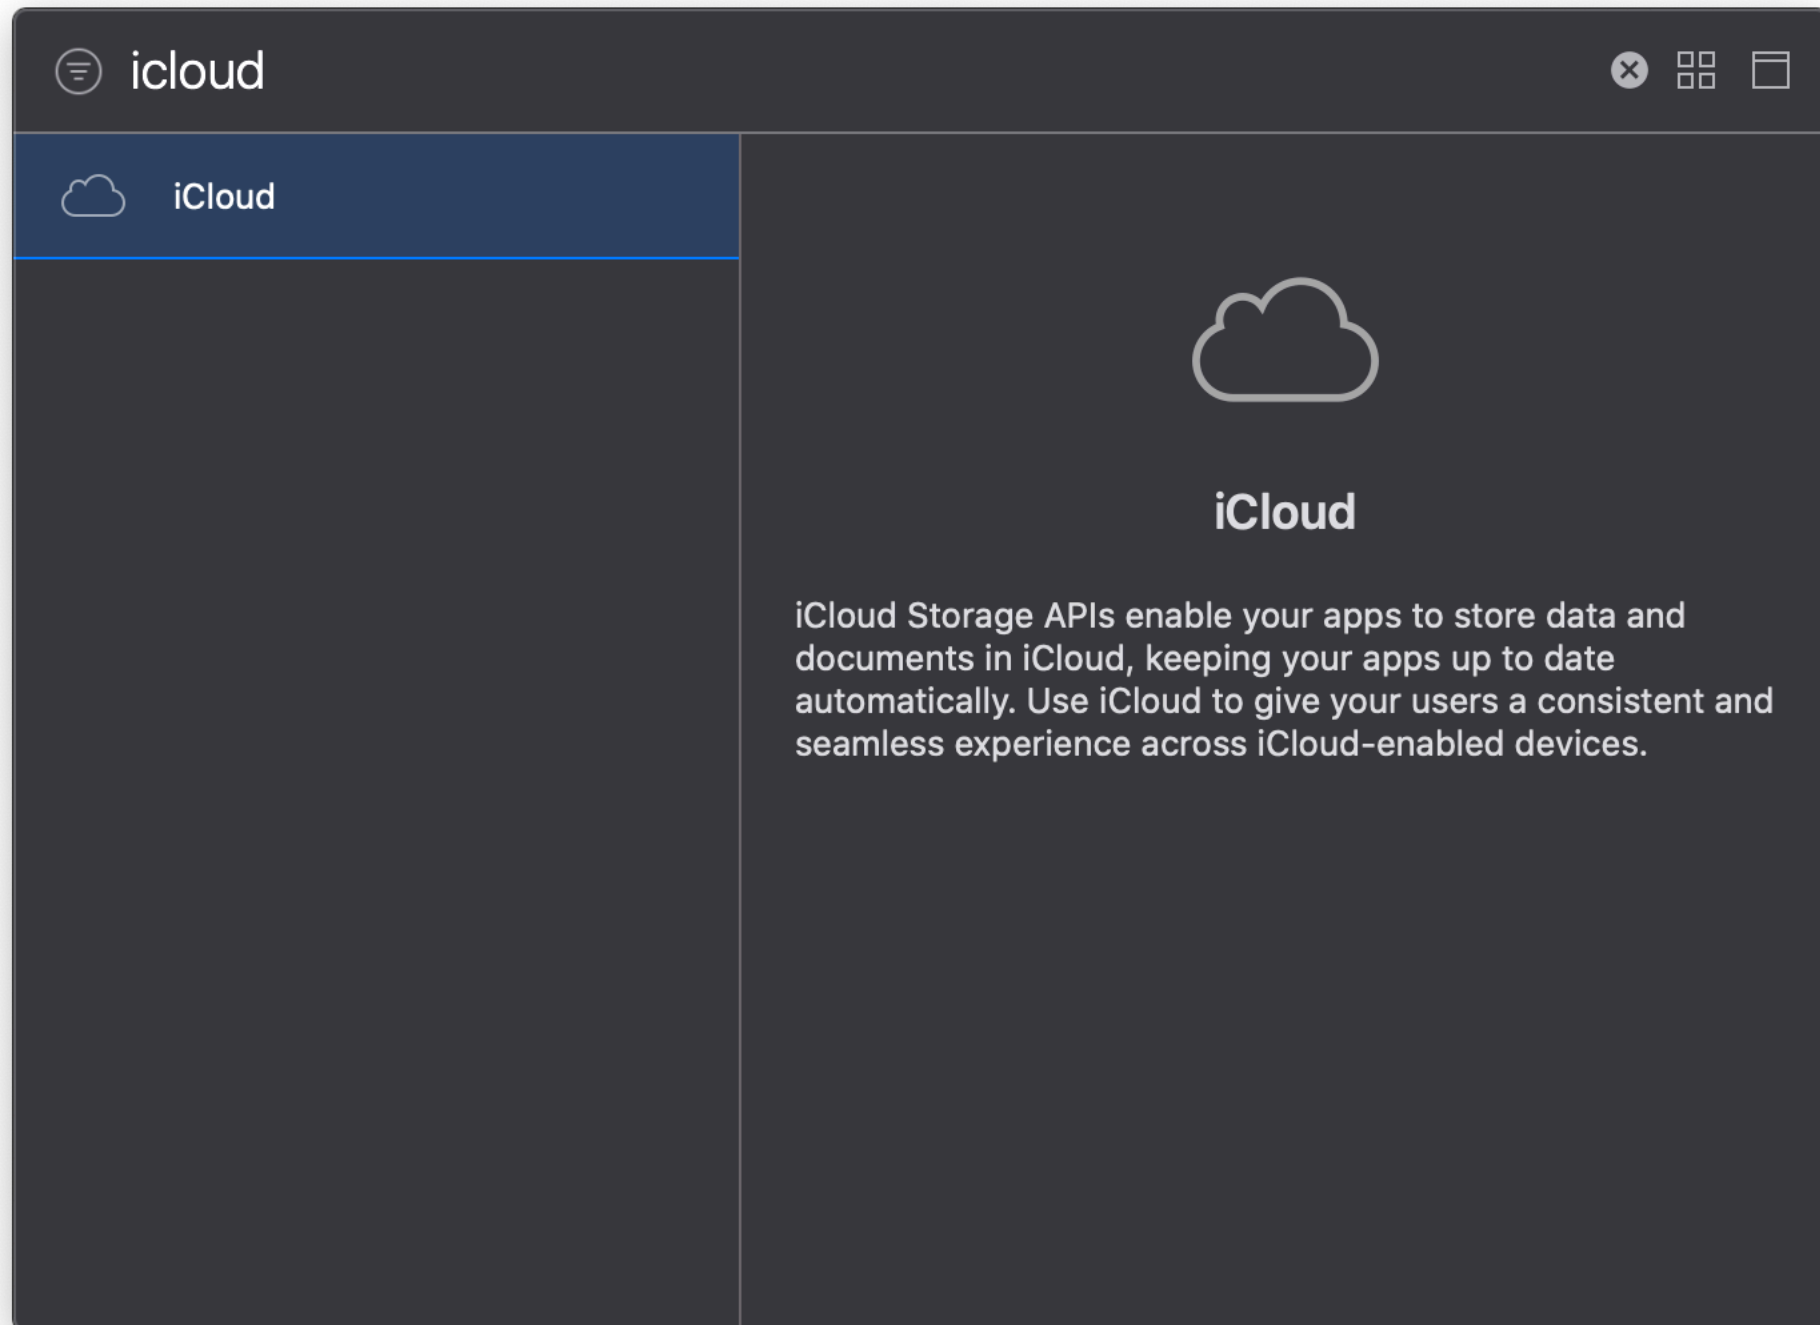 icloud
iCloud
iCloud
iCloud Storage APIs enable your apps to store data and
documents in iCloud, keeping your apps up to date
automatically. Use iCloud to give your users a consistent and
seamless experience across iCloud-enabled devices.